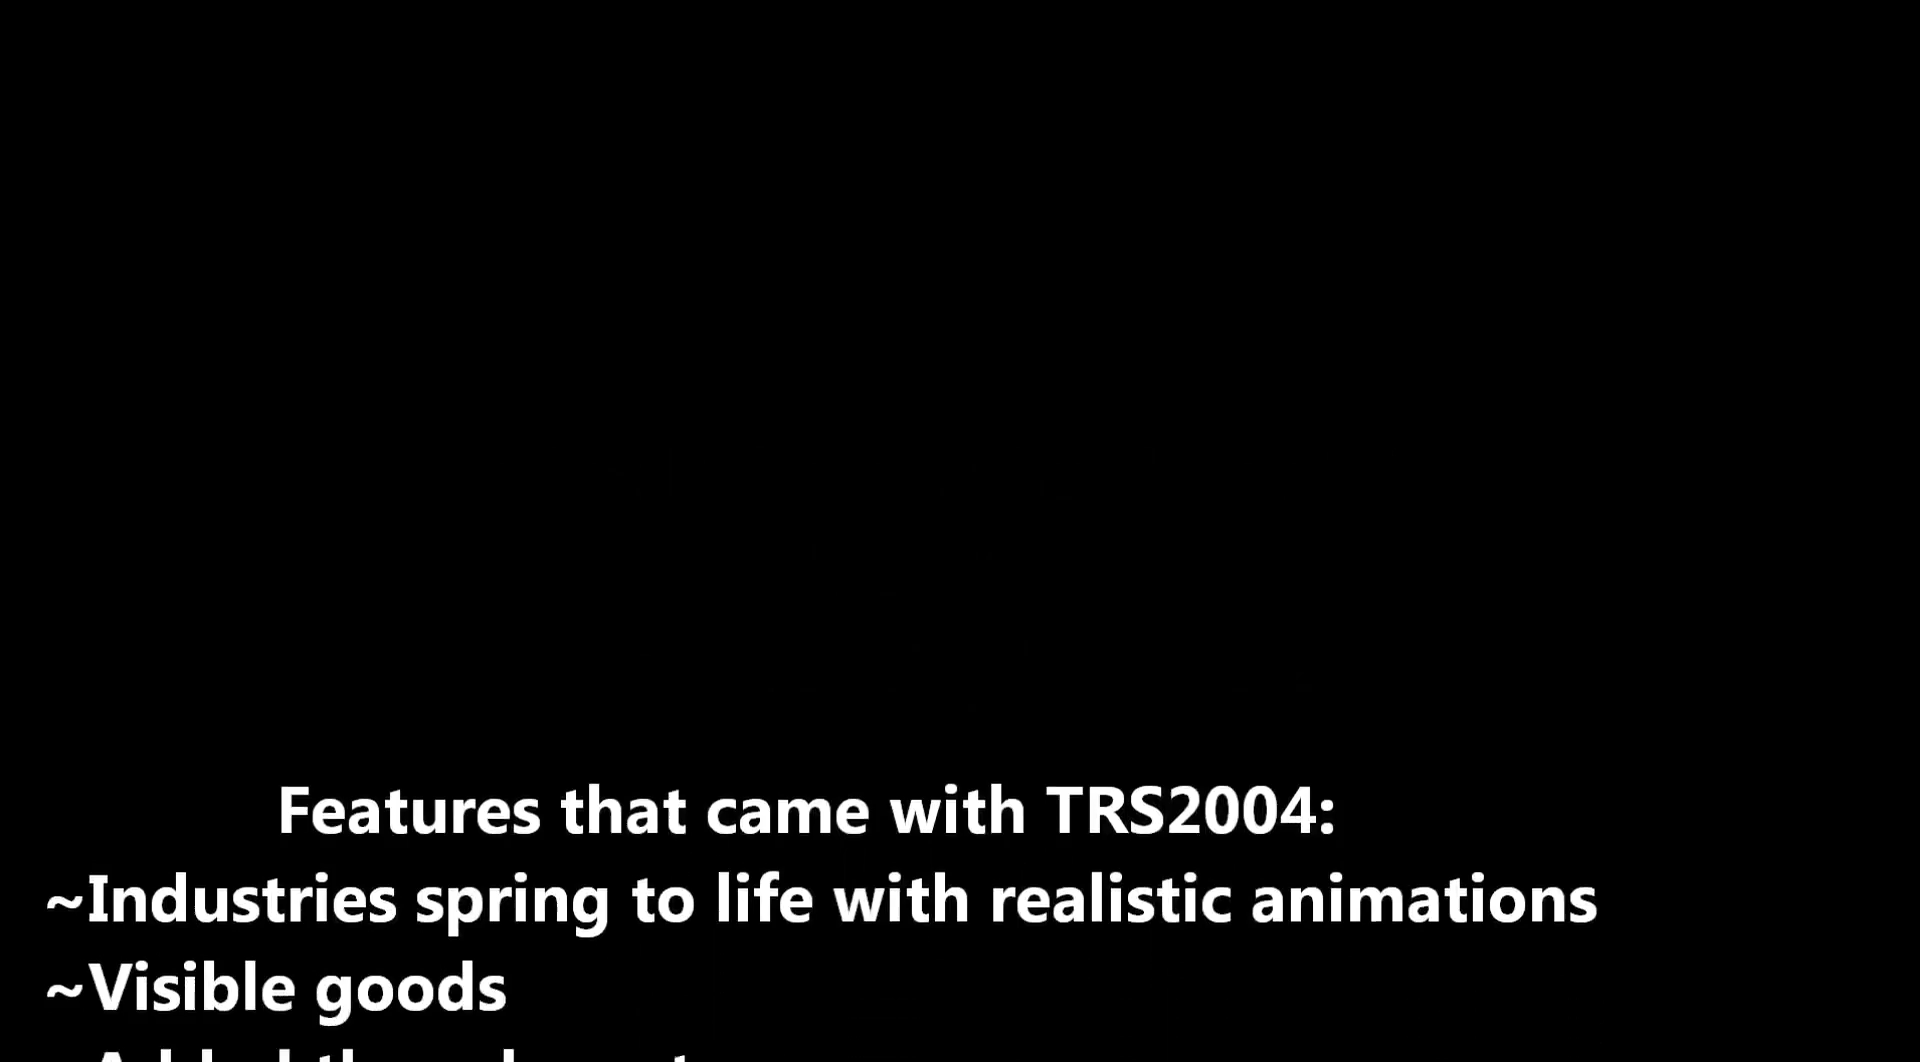 Features that came with TRS2004:
~Industries spring to life with realistic animations
~Visible goods